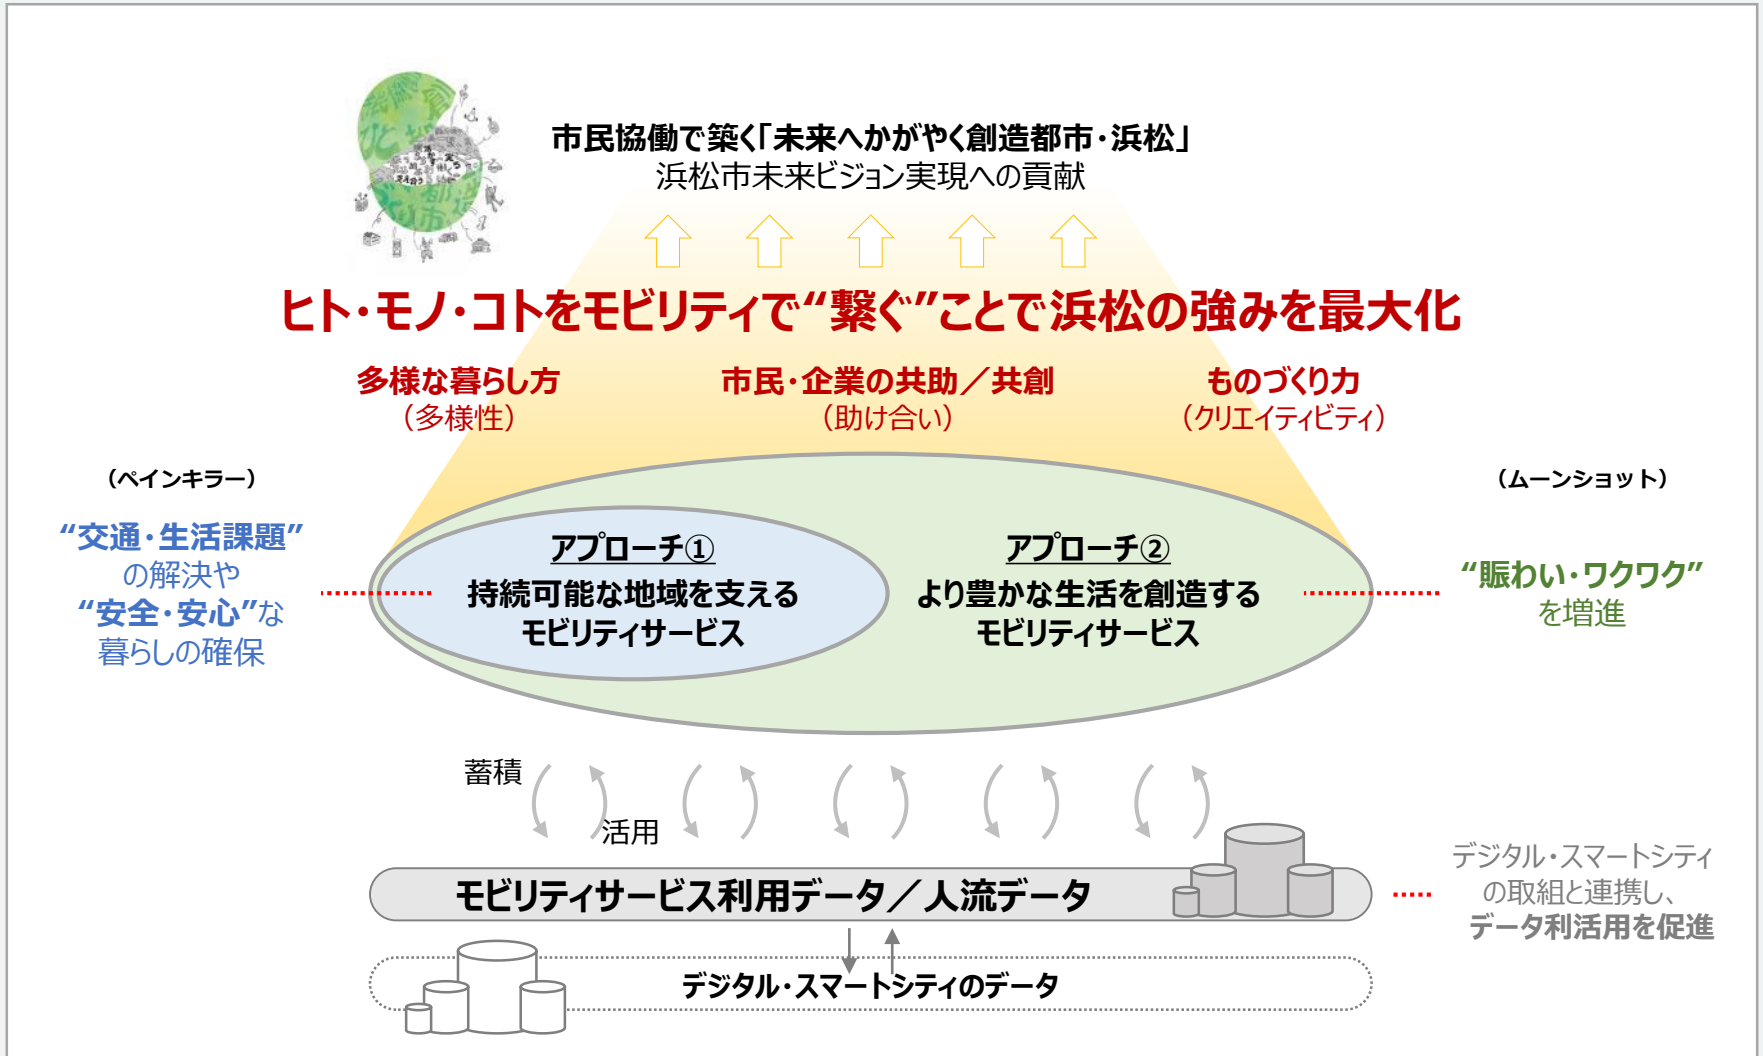 市民協働で築く「未来へかがやく創造都市・浜松」
浜松市未来ビジョン実現への貢献
ヒト・モノ・コトをモビリティで“繋ぐ”ことで浜松の強みを最大化
多様な暮らし方
（多様性）
市民・企業の共助／共創
（助け合い）
ものづくり力
（クリエイティビティ）
（ペインキラー）
“交通・生活課題”
の解決や
“安全・安心”な
暮らしの確保
アプローチ①
持続可能な地域を支える
モビリティサービス
アプローチ②
より豊かな生活を創造する
モビリティサービス
（ムーンショット）
“賑わい・ワクワク”
を増進
蓄積
活用
モビリティサービス利用データ／人流データ
デジタル・スマートシティ
の取組と連携し、
データ利活用を促進
デジタル・スマートシティのデータ